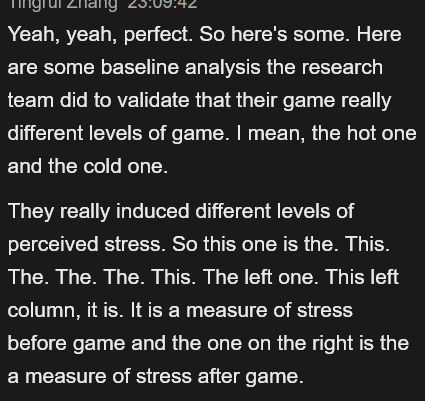 Tingrui Zhang 23:09:42
Yeah, yeah, perfect. So here's some. Here
are some baseline analysis the research
team did to validate that their game really
different levels of game. I mean, the hot one
and the cold one.
They really induced different levels of
perceived stress. So this one is the. This.
The. The. The. This. The left one. This left
column, it is. It is a measure of stress
before game and the one on the right is the
a measure of stress after game.